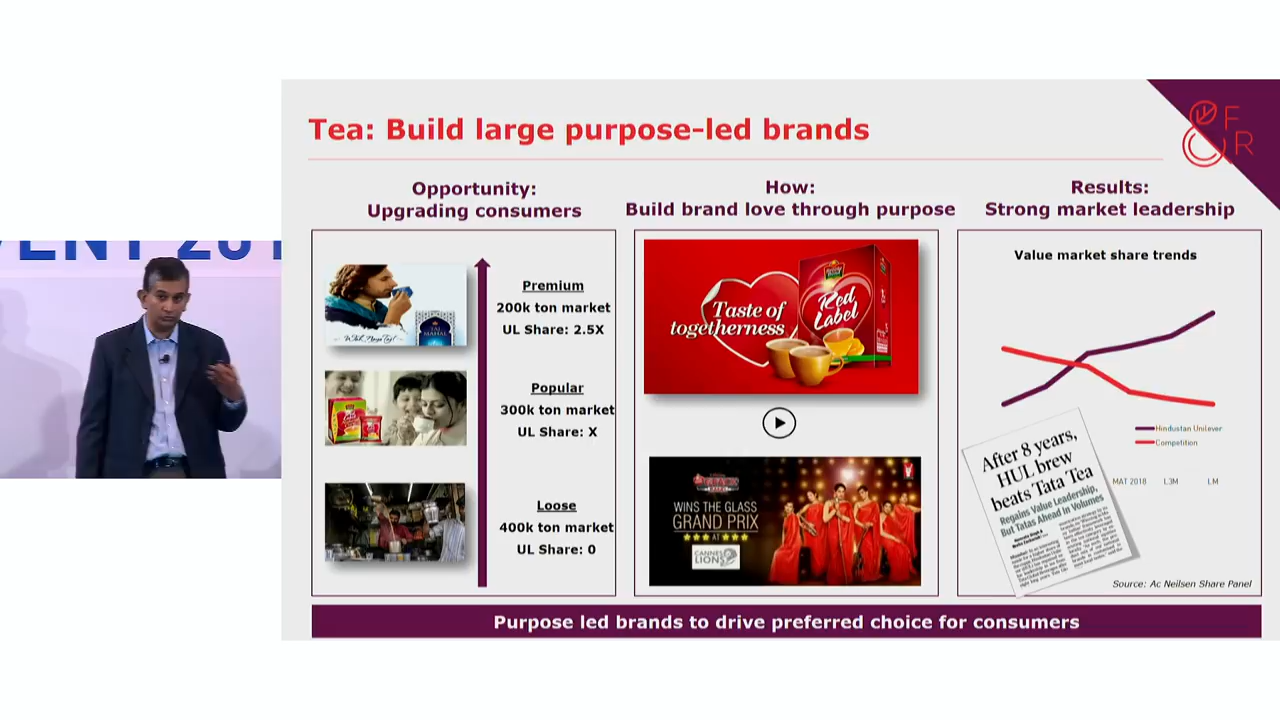 VENT 201
Tea: Build large purpose-led brands
& F
R
Opportunity:
Upgrading consumers
Premium
200k ton market
UL Share: 2.5X
TAJ
MAHAL
Popular
300k ton market
UL Share: X
Loose
400k ton market
UL Share: 0
How:
Build brand love through purpose
Taste of
togetherness
Red
Label
WINS THE GLASS
GRAND PRIX
AT
CANNES
LIONS
Results:
Strong market leadership
Value market share trends
Hindustan Unilever
Competition
MAT 2018 L3M LM
After 8 years,
HUL brew
beats Tata Tea
Regains Value Leadership,
But Tatas Ahead in Volumes
Source: Ac Neilsen Share Panel
Purpose led brands to drive preferred choice for consumers